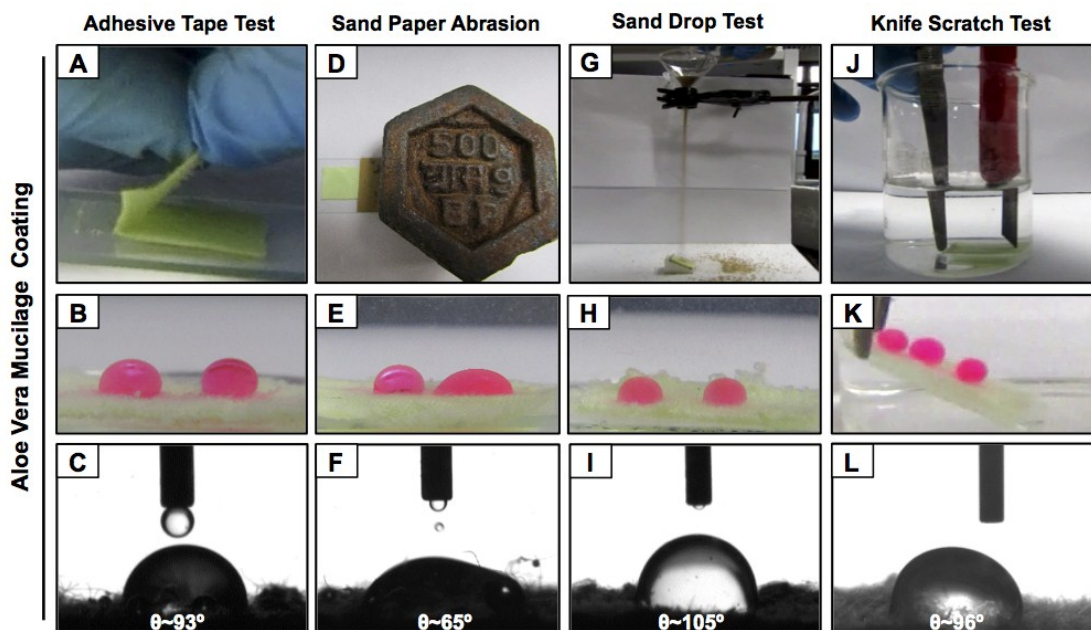 Adhesive Tape Test
Sand Paper Abrasion
Sand Drop Test
Knife Scratch Test
Aloe Vera Mucilage Coating
A
D
500
ग्राम g
G
J
B
E
H
K
C
θ~93º
F
θ~65º
I
θ~105º
L
θ~96º